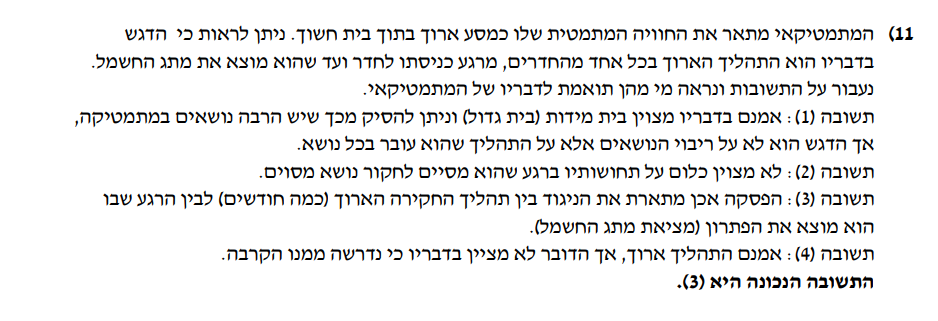 11) המתמטיקאי מתאר את החוויה המתמטית שלו כמסע ארוך בתוך בית חשוך. ניתן לראות כי הדגש
בדבריו הוא התהליך הארוך בכל אחד מהחדרים, מרגע כניסתו לחדר ועד שהוא מוצא את מתג החשמל.
נעבור על התשובות ונראה מי מהן תואמת לדבריו של המתמטיקאי.
תשובה (1): אמנם בדבריו מצוין בית מידות (בית גדול) וניתן להסיק מכך שיש הרבה נושאים במתמטיקה,
אך הדגש הוא לא על ריבוי הנושאים אלא על התהליך שהוא עובר בכל נושא.
תשובה (2): לא מצוין כלום על תחושותיו ברגע שהוא מסיים לחקור נושא מסוים.
תשובה (3): הפסקה אכן מתארת את הניגוד בין תהליך החקירה הארוך (כמה חודשים) לבין הרגע שבו
הוא מוצא את הפתרון (מציאת מתג החשמל).
תשובה (4): אמנם התהליך ארוך, אך הדובר לא מציין בדבריו כי נדרשה ממנו הקרבה.
התשובה הנכונה היא (3).